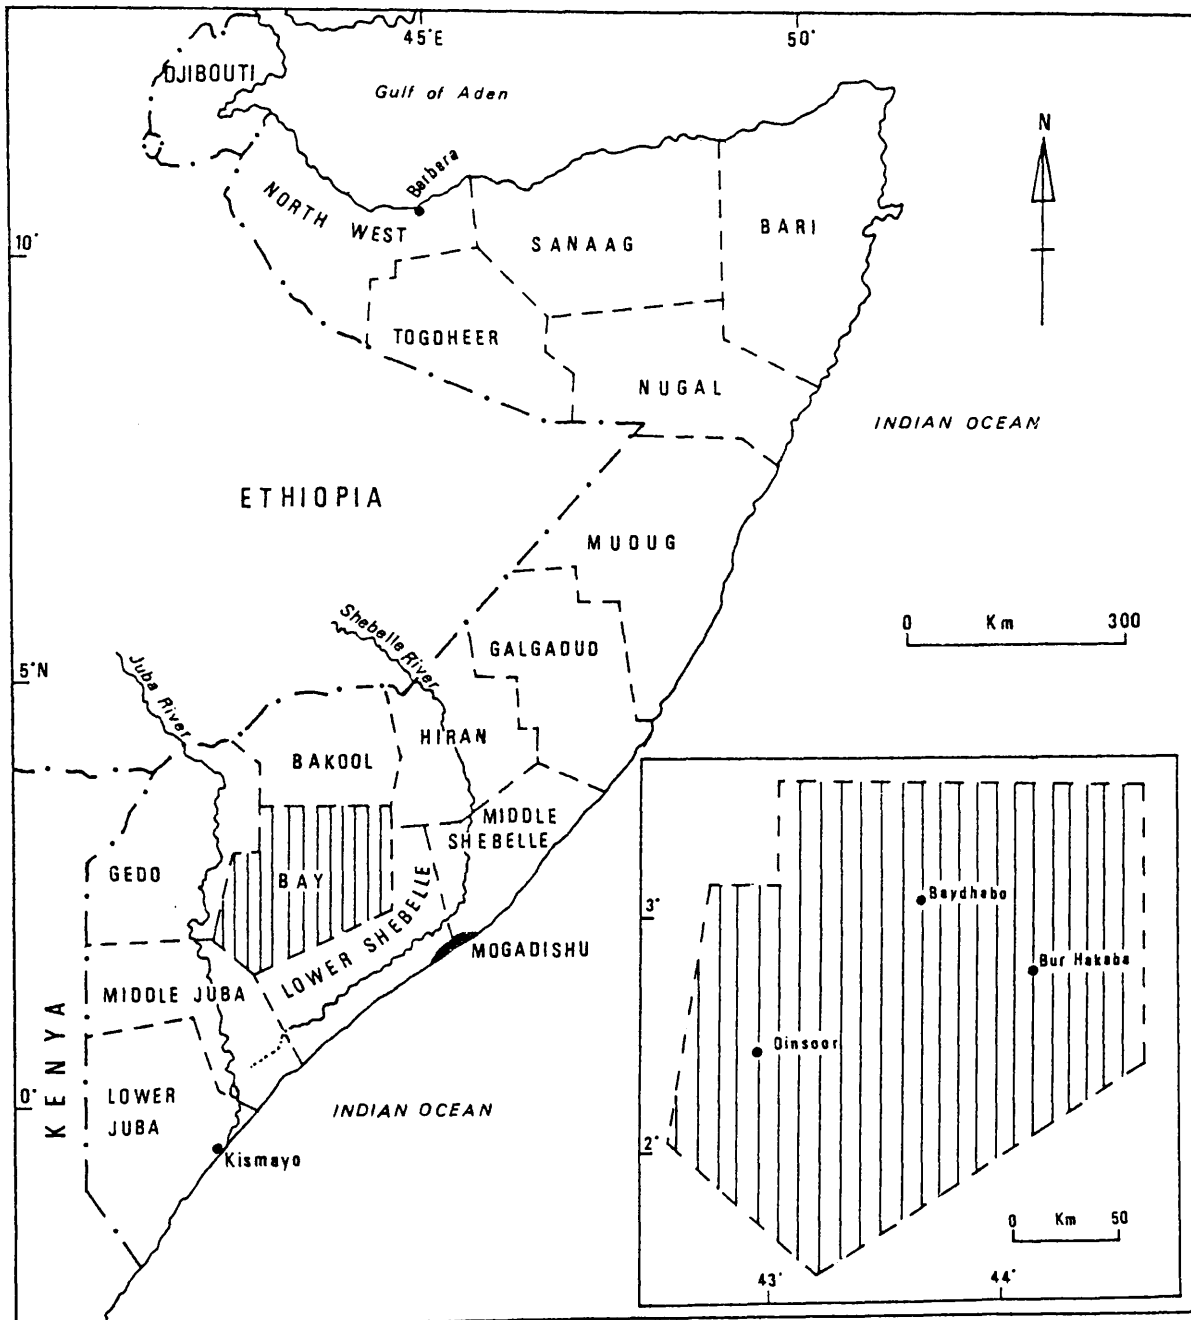 45°E
50°
DJIBOUTI
Gulf of Aden
N
Barbara
NORTH WEST
SANAAG
BARI
10°
TOGDHEER
NUGAL
INDIAN OCEAN
ETHIOPIA
MUDUG
Shebelle River
0 Km 300
GALGADUD
Juba River
5°N
HIRAN
BAKOOL
MIDDLE
SHEBELLE
GEDO
BAY
LOWER SHEBELLE
MOGADISHU
MIDDLE JUBA
KENYA
LOWER
JUBA
0°
INDIAN OCEAN
Kismayo
3°
Baydhabo
Bur Hakaba
Dinsoor
2°
0 Km 50
43°
44°